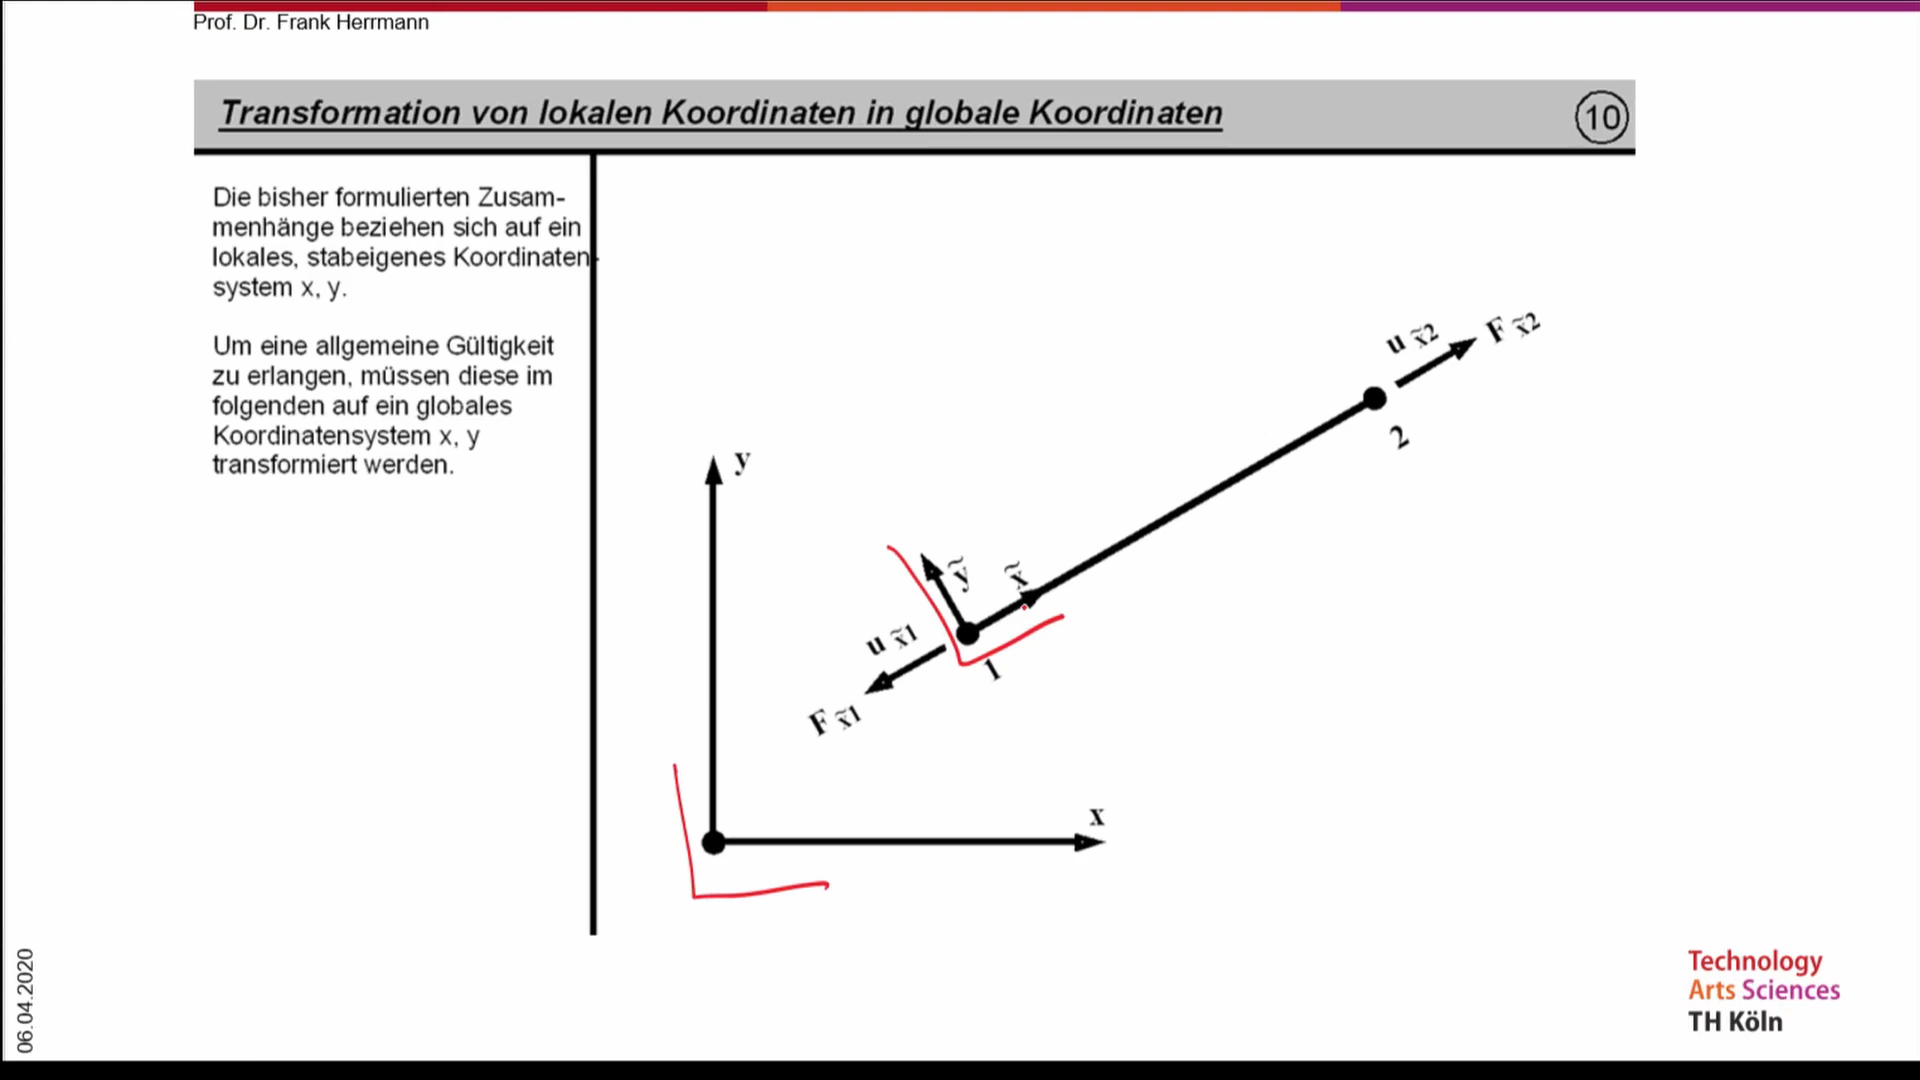 Prof. Dr. Frank Herrmann
Transformation von lokalen Koordinaten in globale Koordinaten
10
Die bisher formulierten Zusam-
menhänge beziehen sich auf ein
lokales, stabeigenes Koordinaten-
system x, y.
Um eine allgemeine Gültigkeit
zu erlangen, müssen diese im
folgenden auf ein globales
Koordinatensystem x, y
transformiert werden.
u x̃2
F x̃2
2
y
ỹ
x̃
u x̃1
1
F x̃1
x
06.04.2020
Technology
Arts Sciences
TH Köln